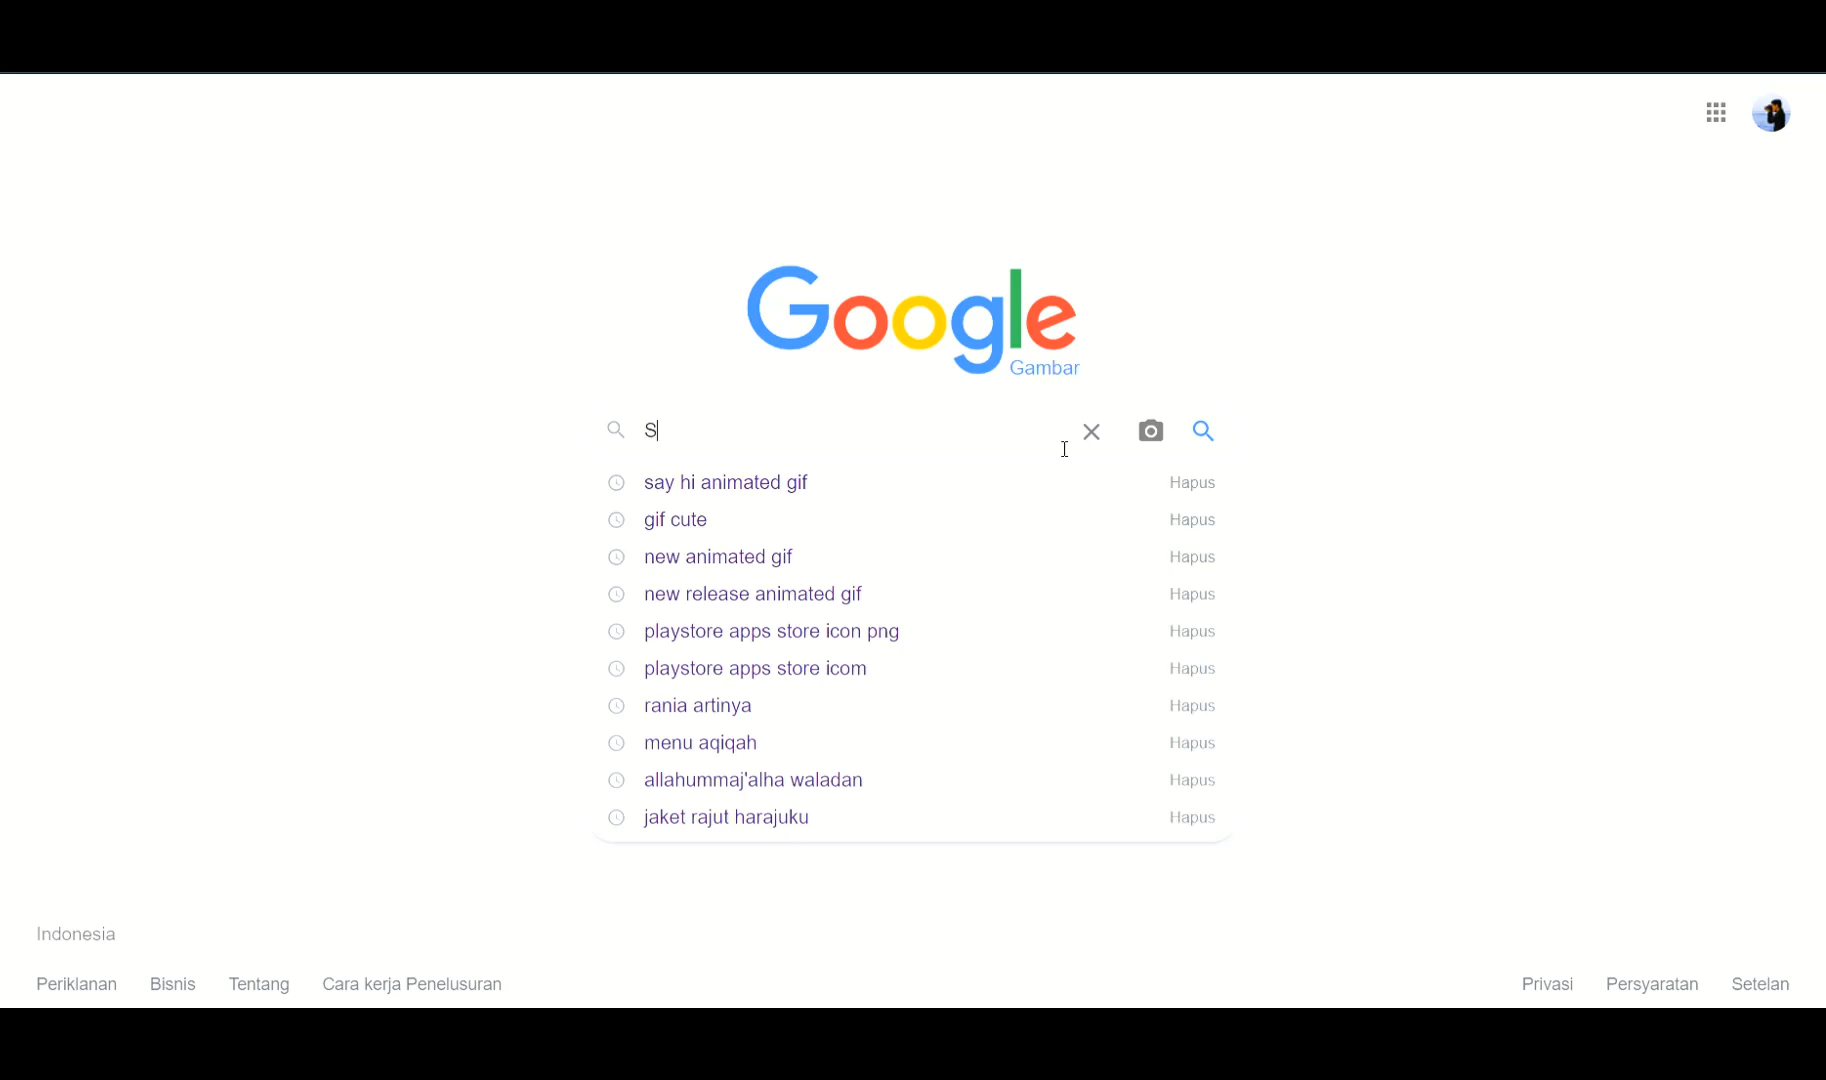 Google
Gambar
S
say hi animated gif Hapus
gif cute Hapus
new animated gif Hapus
new release animated gif Hapus
playstore apps store icon png Hapus
playstore apps store icom Hapus
rania artinya Hapus
menu aqiqah Hapus
allahummaj'alha waladan Hapus
jaket rajut harajuku Hapus
Indonesia
Periklanan Bisnis Tentang Cara kerja Penelusuran Privasi Persyaratan Setelan